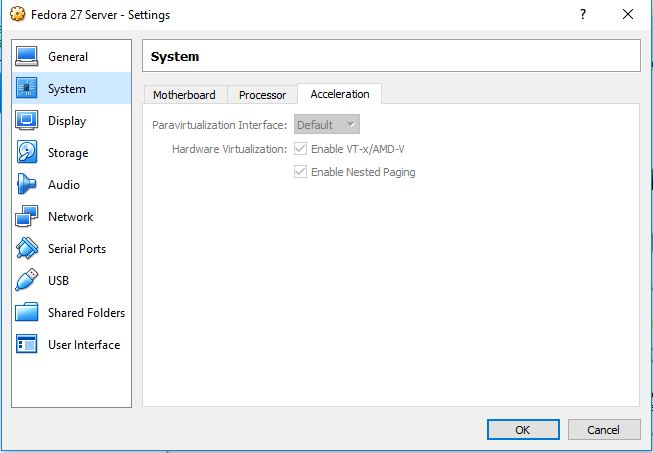 Fedora 27 Server - Settings
?
General
System
Display
Storage
Audio
Network
Serial Ports
USB
Shared Folders
User Interface
System
Motherboard Processor Acceleration
Paravirtualization Interface: Default
Hardware Virtualization: Enable VT-x/AMD-V
Enable Nested Paging
OK Cancel